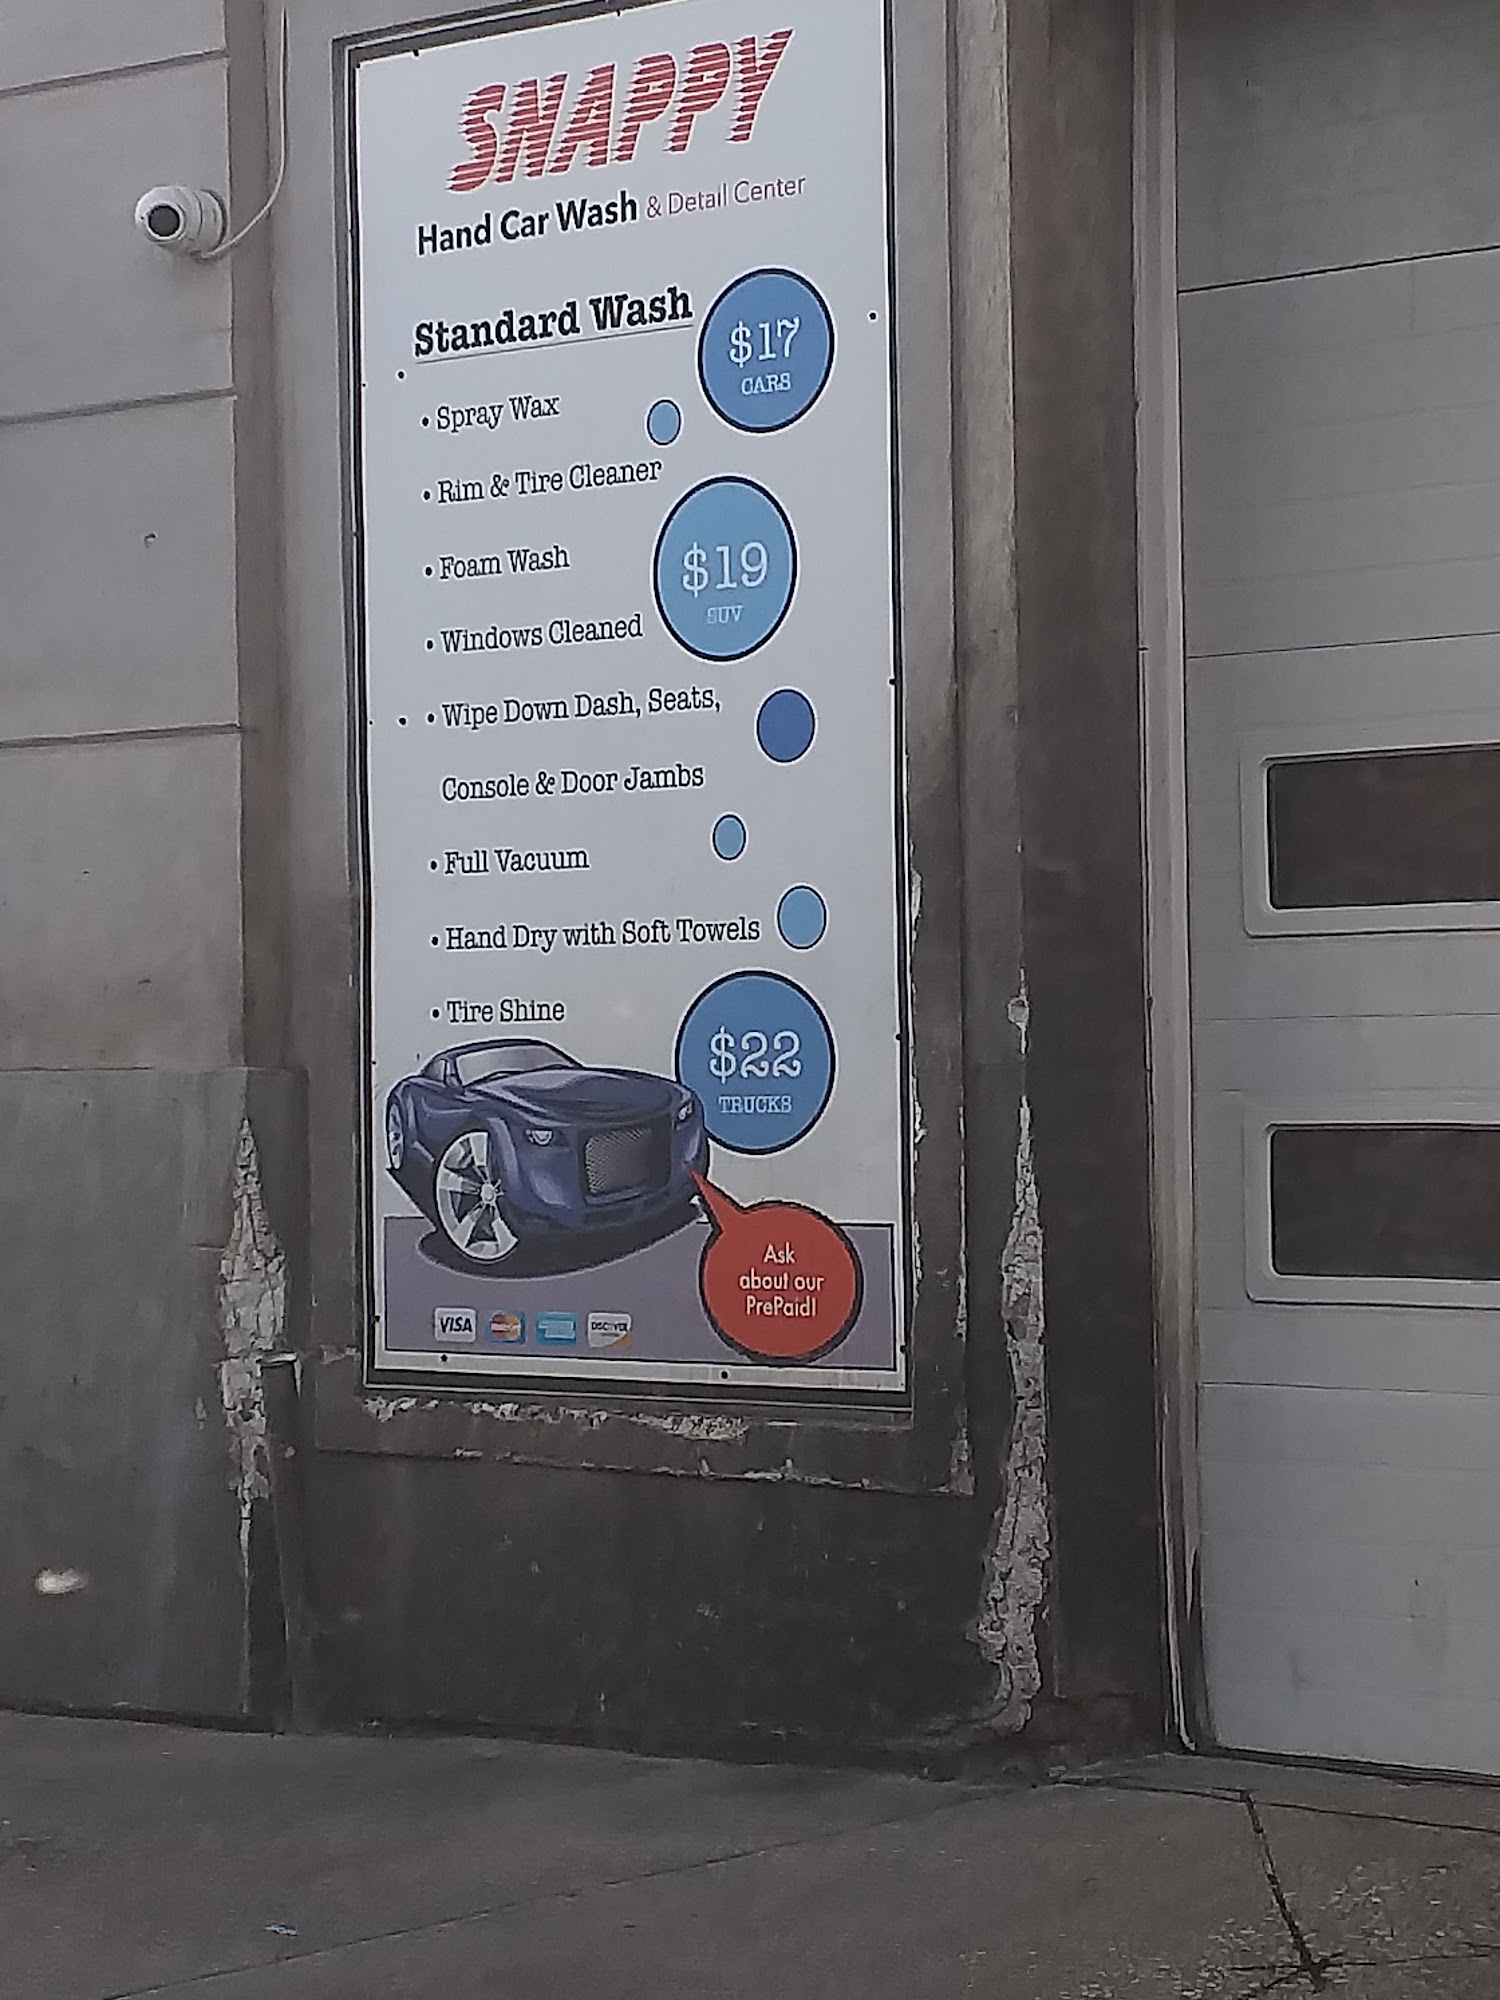 SNAPPY
Hand Car Wash & Detail Center
Standard Wash
$17
CARS
• Spray Wax
• Rim & Tire Cleaner
• Foam Wash
$19
SUV
• Windows Cleaned
• Wipe Down Dash, Seats,
Console & Door Jambs
• Full Vacuum
• Hand Dry with Soft Towels
• Tire Shine
$22
TRUCKS
Ask
about our
PrePaid!
VISA
DISCOVER